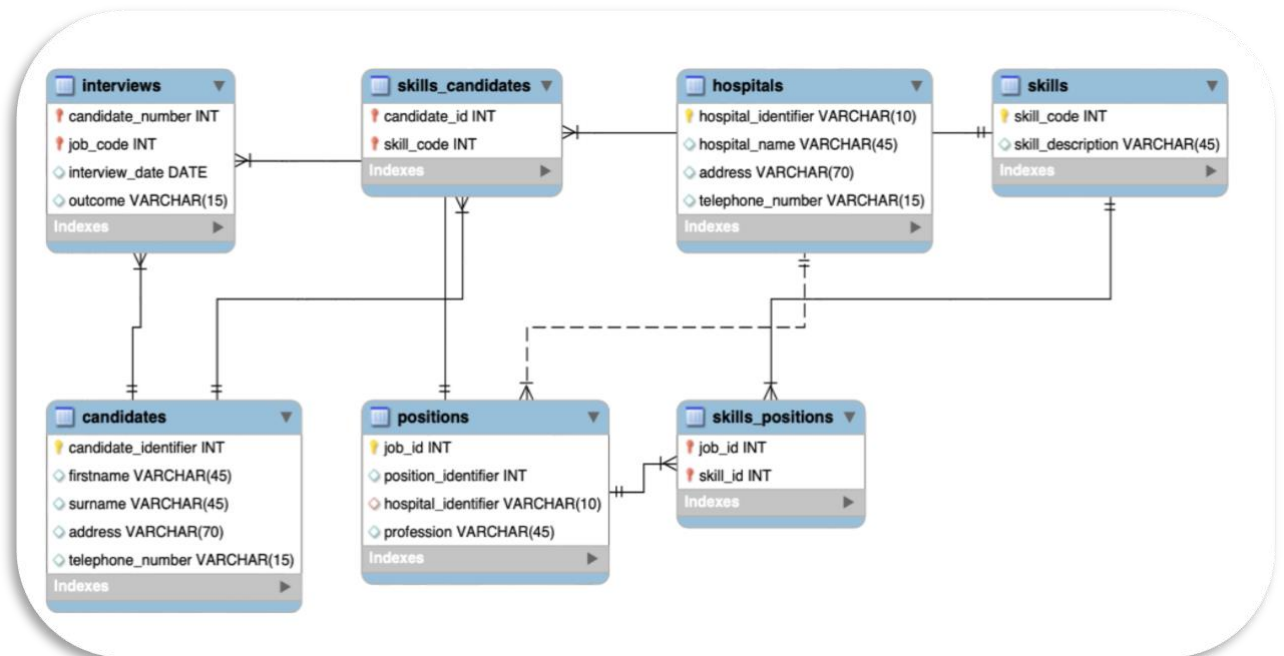 interviews
candidate_number INT
job_code INT
interview_date DATE
outcome VARCHAR(15)
Indexes
skills_candidates
candidate_id INT
skill_code INT
Indexes
hospitals
hospital_identifier VARCHAR(10)
hospital_name VARCHAR(45)
address VARCHAR(70)
telephone_number VARCHAR(15)
Indexes
skills
skill_code INT
skill_description VARCHAR(45)
Indexes
candidates
candidate_identifier INT
firstname VARCHAR(45)
surname VARCHAR(45)
address VARCHAR(70)
telephone_number VARCHAR(15)
Indexes
positions
job_id INT
position_identifier INT
hospital_identifier VARCHAR(10)
profession VARCHAR(45)
Indexes
skills_positions
job_id INT
skill_id INT
Indexes